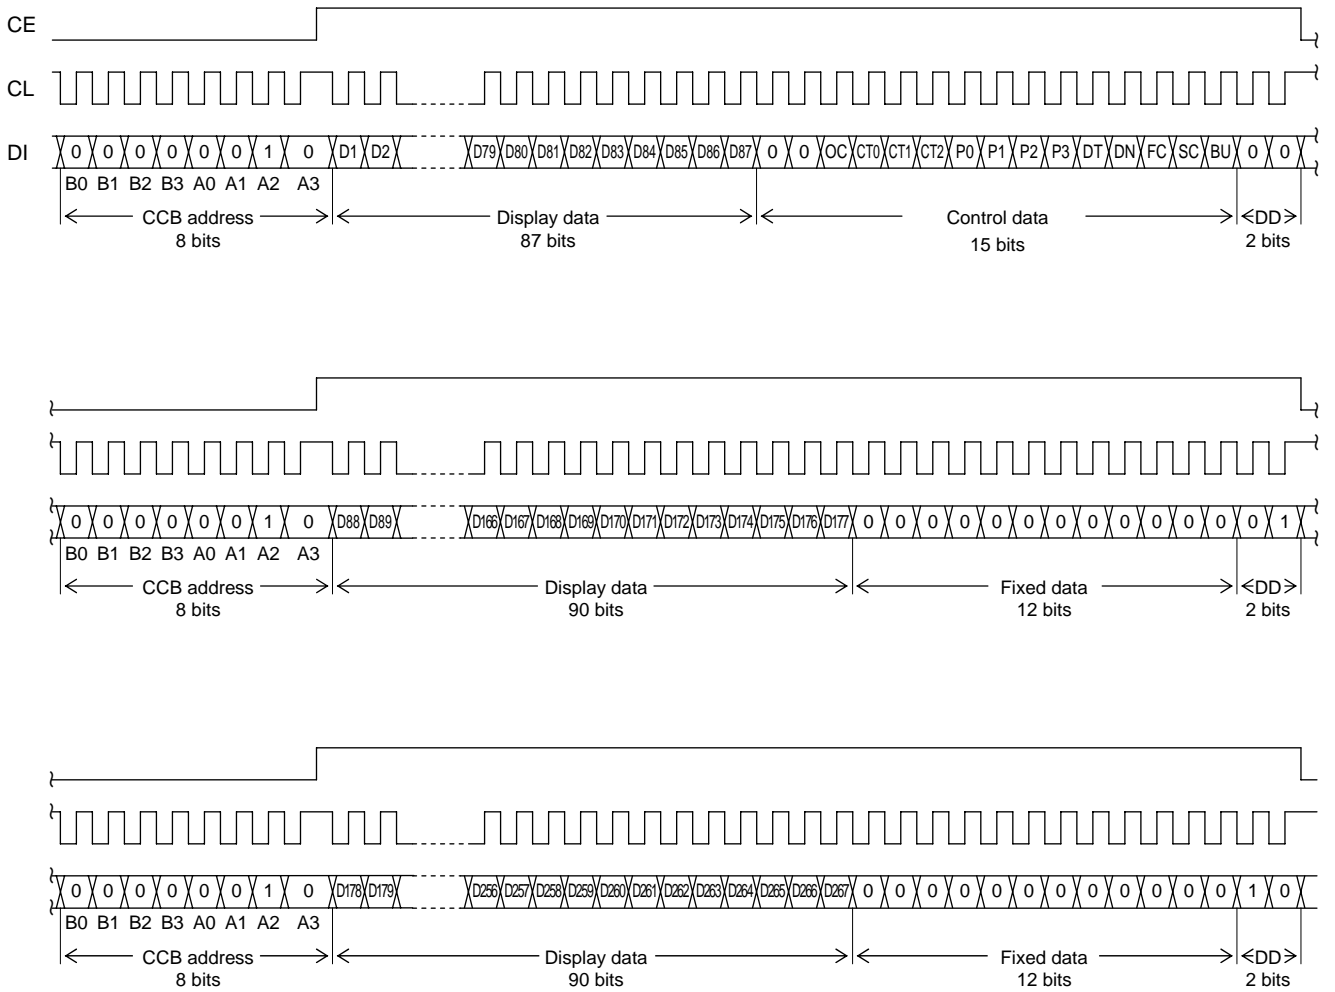 CE
CL
DI 0 0 0 0 0 0 1 0 D1 D2 D79 D80 D81 D82 D83 D84 D85 D86 D87 0 0 OC CT0 CT1 CT2 P0 P1 P2 P3 DT DN FC SC BU 0 0
B0 B1 B2 B3 A0 A1 A2 A3
CCB address Display data Control data DD
8 bits 87 bits 15 bits 2 bits
0 0 0 0 0 0 1 0 D88 D89 D166 D167 D168 D169 D170 D171 D172 D173 D174 D175 D176 D177 0 0 0 0 0 0 0 0 0 0 0 0 0 1
B0 B1 B2 B3 A0 A1 A2 A3
CCB address Display data Fixed data DD
8 bits 90 bits 12 bits 2 bits
0 0 0 0 0 0 1 0 D178 D179 D256 D257 D258 D259 D260 D261 D262 D263 D264 D265 D266 D267 0 0 0 0 0 0 0 0 0 0 0 0 1 0
B0 B1 B2 B3 A0 A1 A2 A3
CCB address Display data Fixed data DD
8 bits 90 bits 12 bits 2 bits